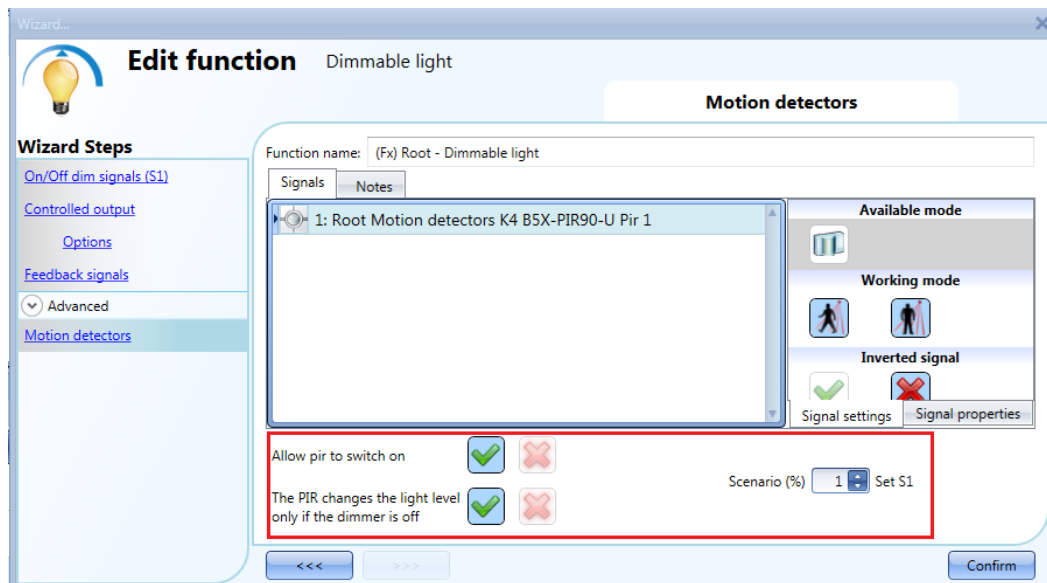 Wizard...
Edit function Dimmable light
Motion detectors
Wizard Steps
On/Off dim signals (S1)
Controlled output
Options
Feedback signals
Advanced
Motion detectors
Function name: (Fx) Root - Dimmable light
Signals Notes
1: Root Motion detectors K4 B5X-PIR90-U Pir 1
Available mode
Working mode
Inverted signal
Signal settings Signal properties
Allow pir to switch on
The PIR changes the light level
only if the dimmer is off
Scenario (%) 1 Set S1
<<< >>> Confirm